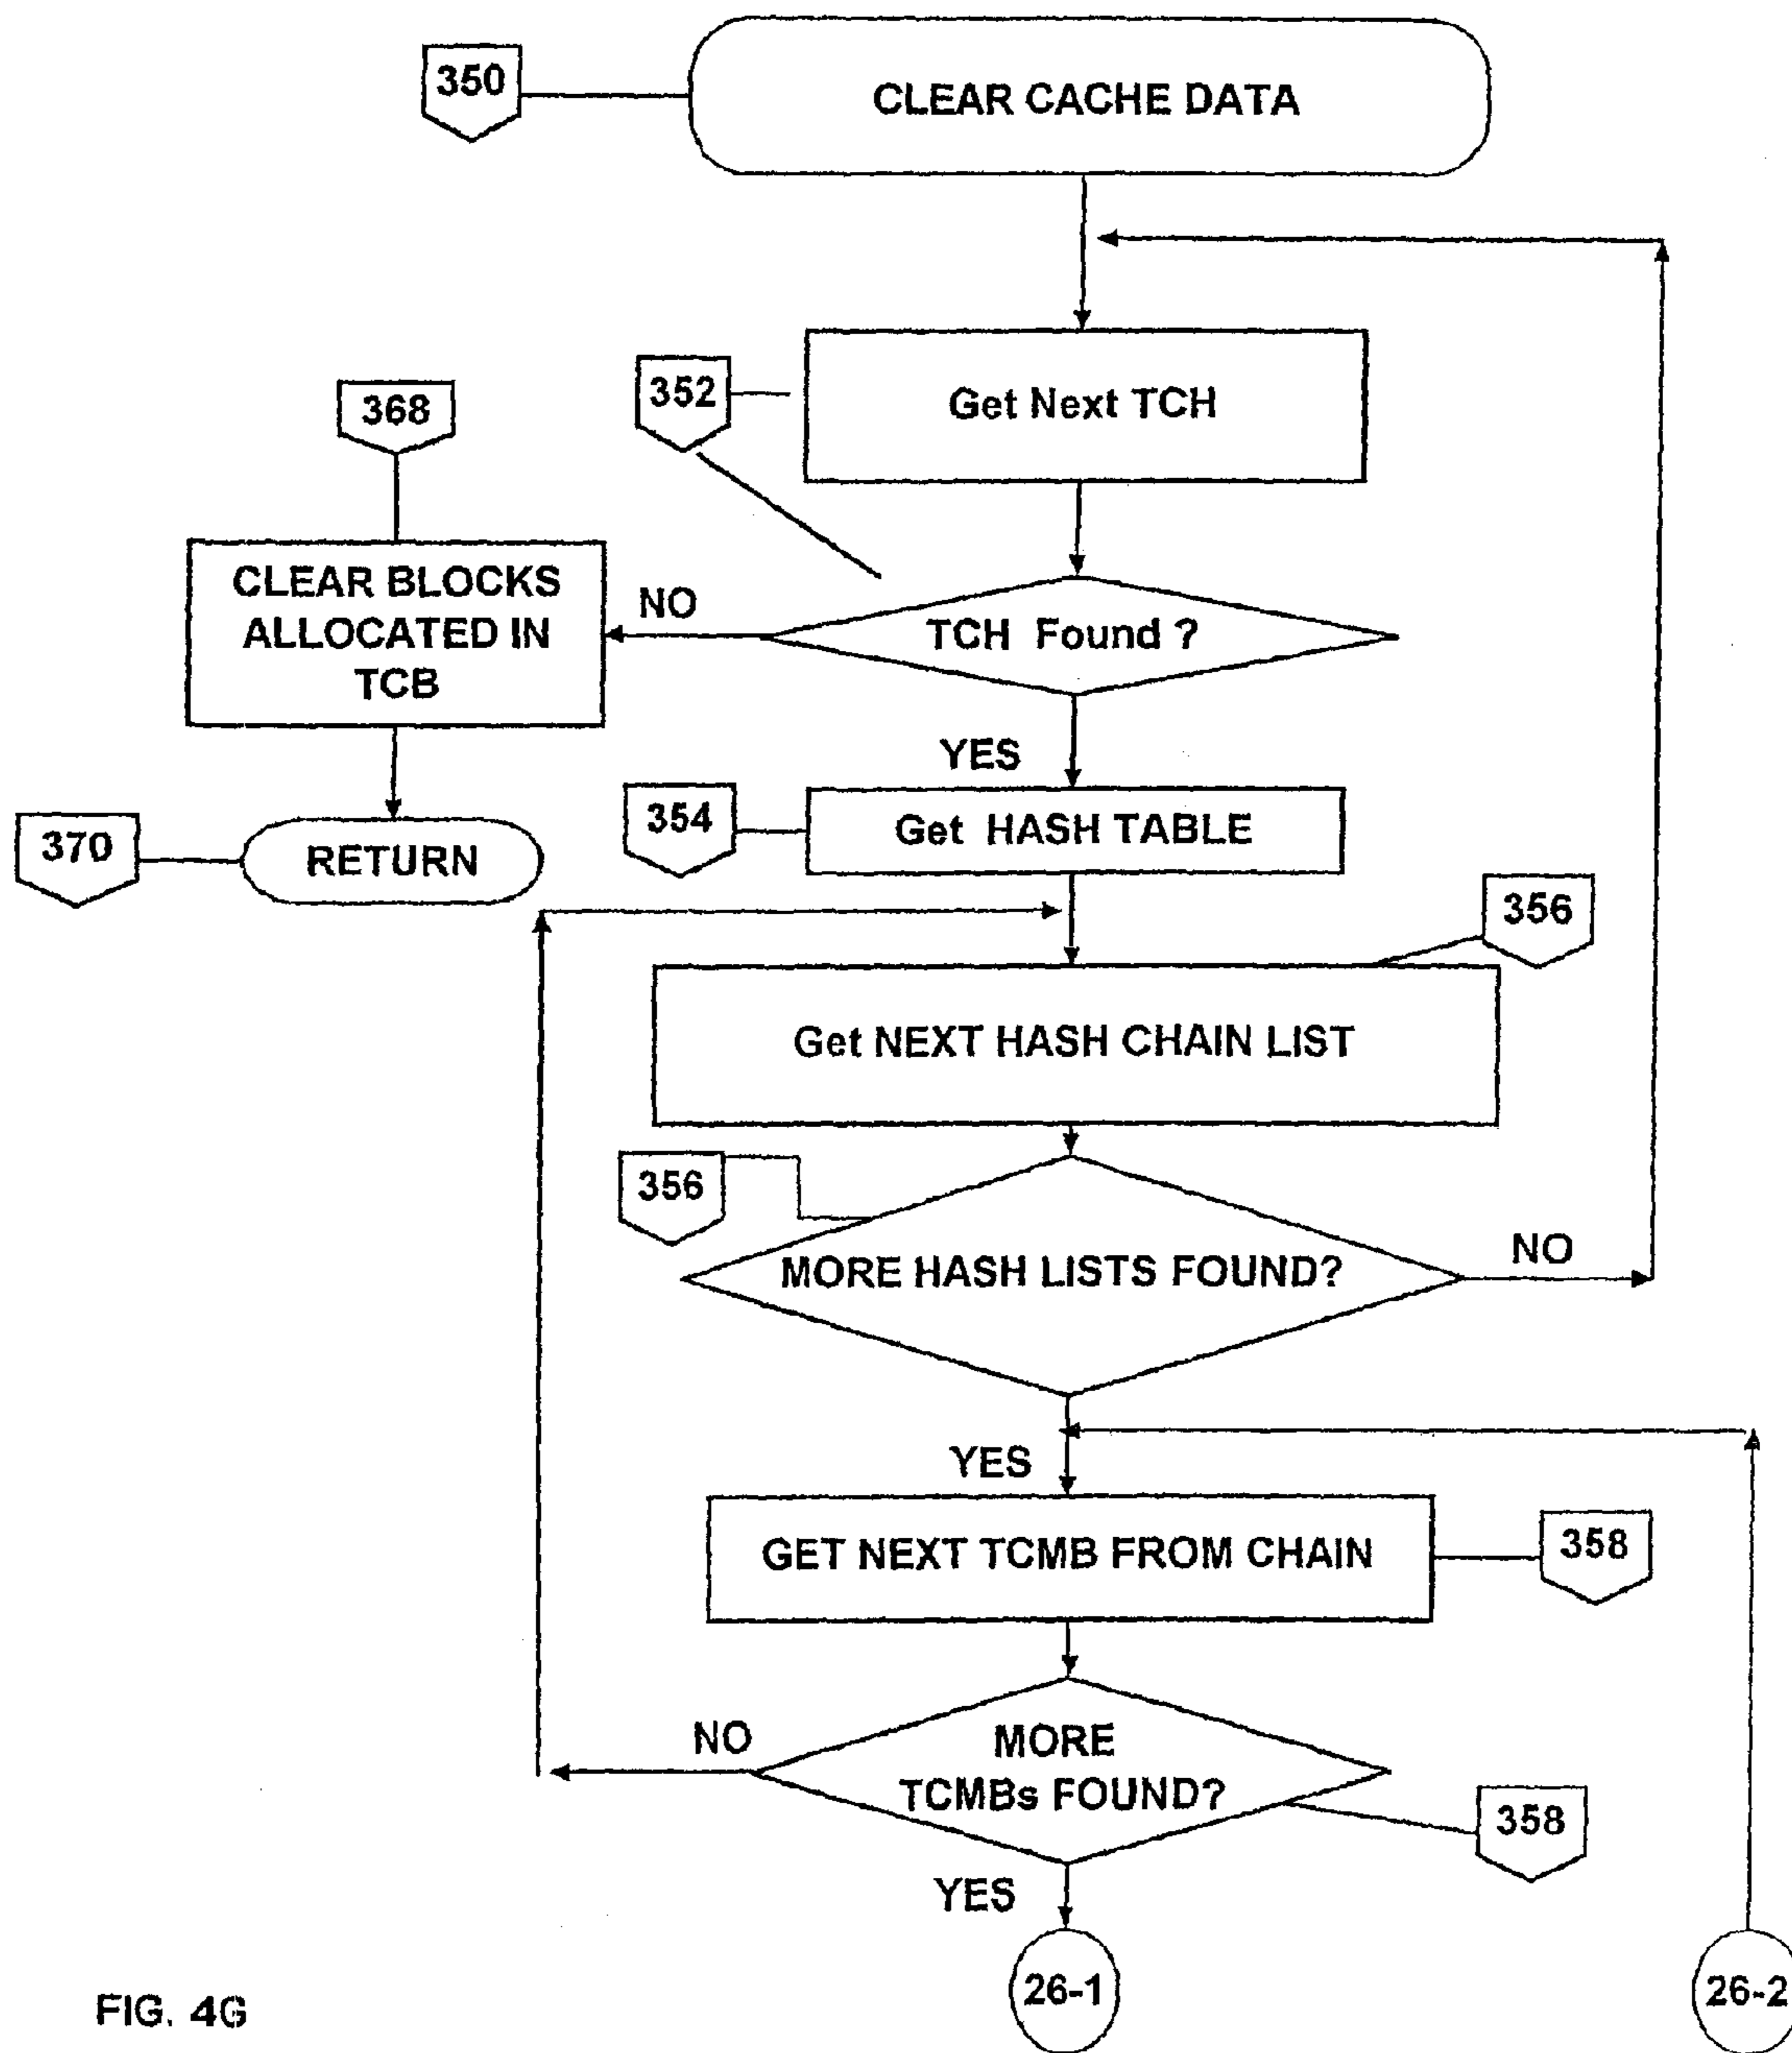 350
CLEAR CACHE DATA
352
Get Next TCH
368
CLEAR BLOCKS
ALLOCATED IN
TCB
NO
TCH Found ?
YES
354
Get HASH TABLE
370
RETURN
356
Get NEXT HASH CHAIN LIST
356
MORE HASH LISTS FOUND?
NO
YES
GET NEXT TCMB FROM CHAIN
358
NO
MORE
TCMBs FOUND?
358
YES
26-1
26-2
FIG. 4G